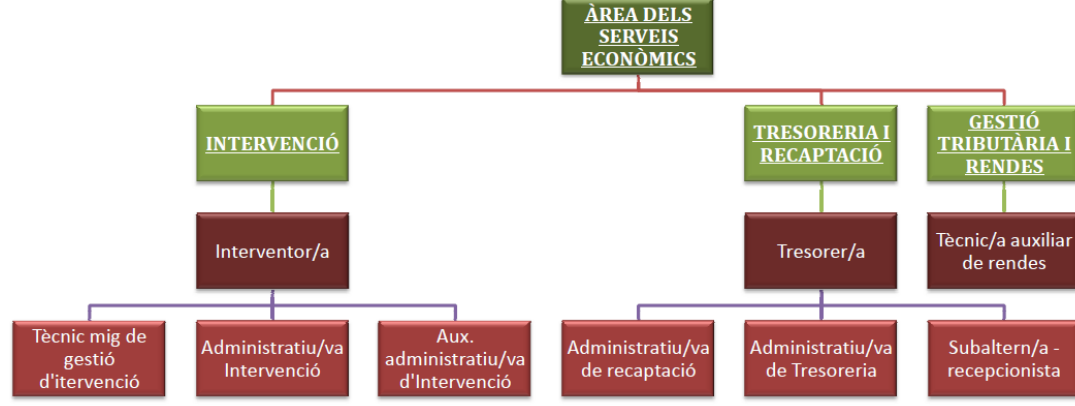 ÀREA DELS
SERVEIS
ECONÒMICS
INTERVENCIÓ
TRESORERIA I
RECAPTACIÓ
GESTIÓ
TRIBUTÀRIA I
RENDES
Interventor/a
Tresorer/a
Tècnic/a auxiliar
de rendes
Tècnic mig de
gestió
d'itervenció
Administratiu/va
Intervenció
Aux.
administratiu/va
d'Intervenció
Administratiu/va
de recaptació
Administratiu/va
de Tresoreria
Subaltern/a -
recepcionista